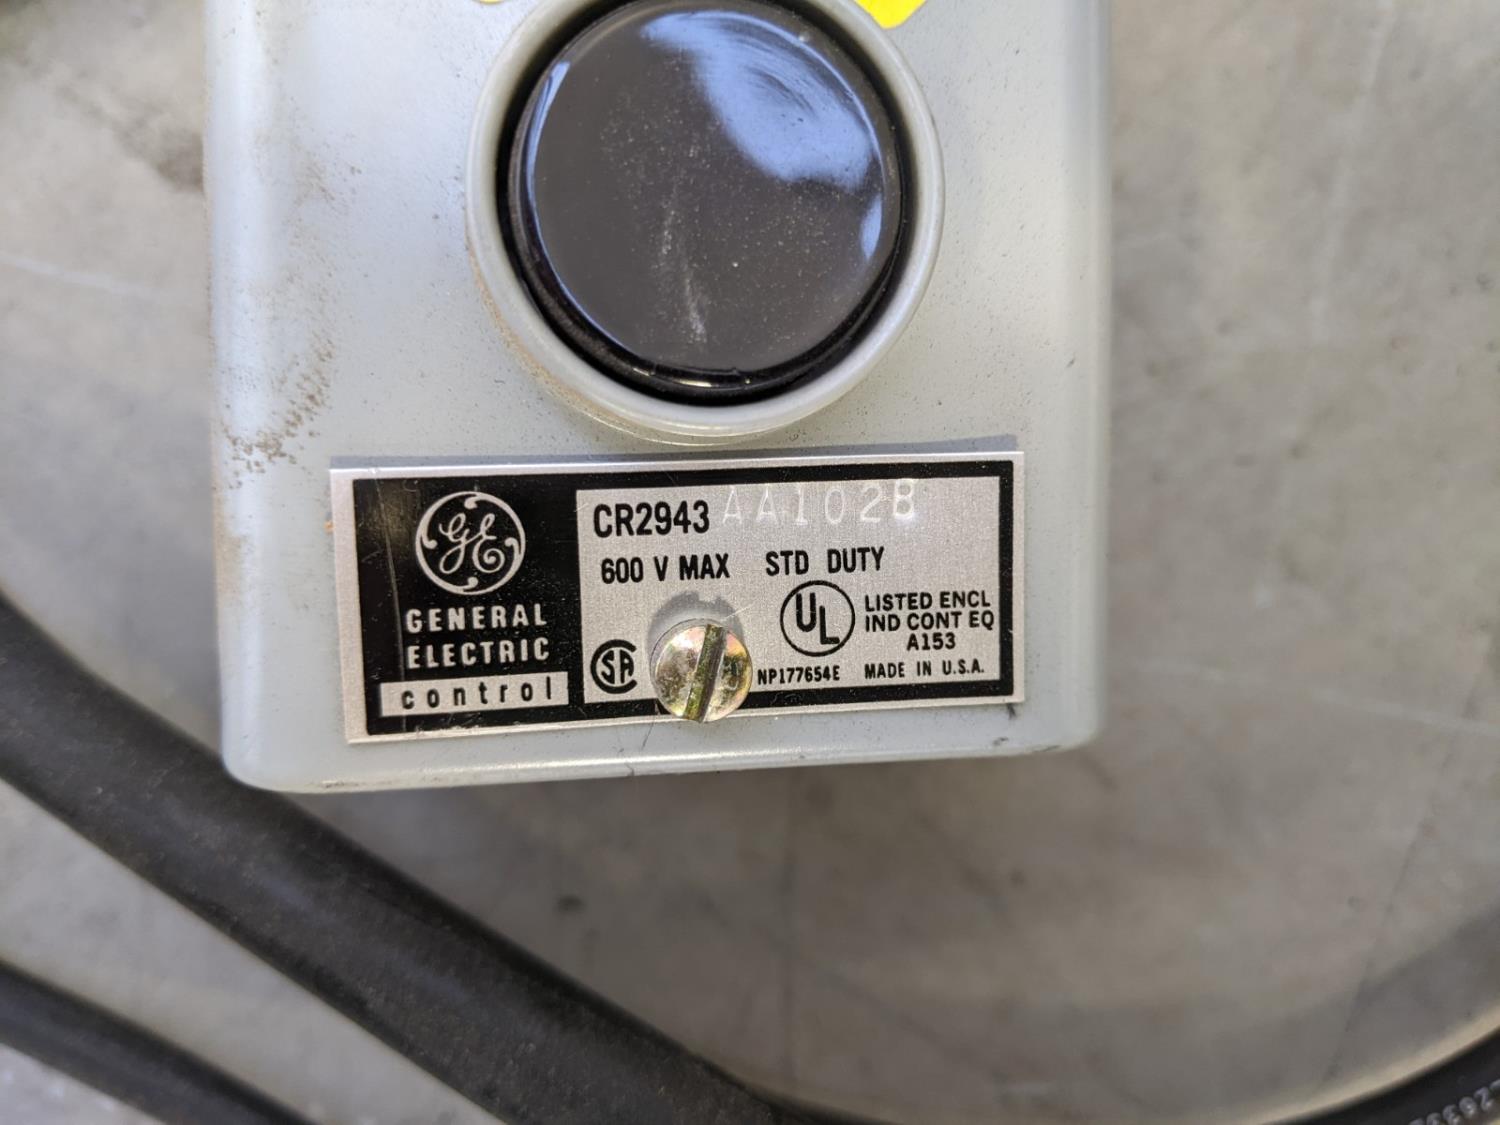 CR2943 AA102B
600 V MAX STD DUTY
GE
GENERAL
ELECTRIC
control
SA
UL
LISTED ENCL
IND CONT EQ
A153
NP177654E MADE IN U.S.A.